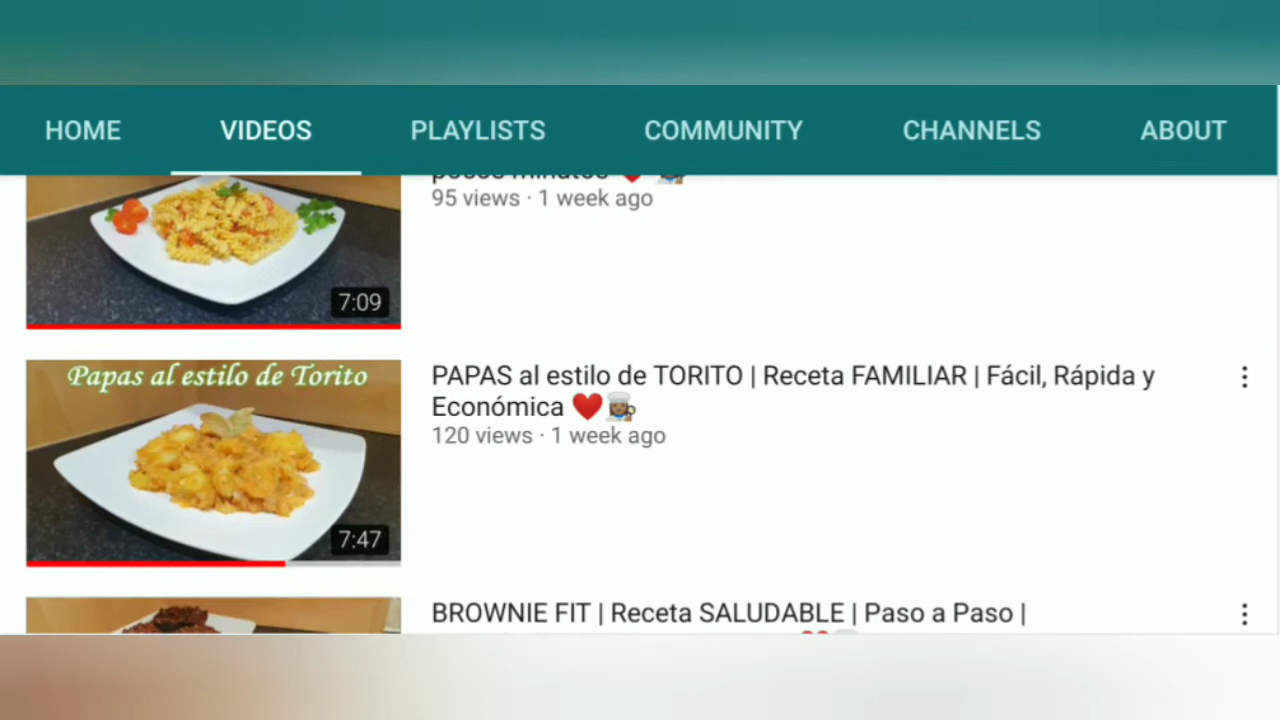 HOME VIDEOS PLAYLISTS COMMUNITY CHANNELS ABOUT
pocos minutos ❤️ 👩🏽‍🍳
95 views · 1 week ago
7:09
Papas al estilo de Torito
PAPAS al estilo de TORITO | Receta FAMILIAR | Fácil, Rápida y
Económica ❤️👩🏽‍🍳
120 views · 1 week ago
7:47
BROWNIE FIT | Receta SALUDABLE | Paso a Paso |